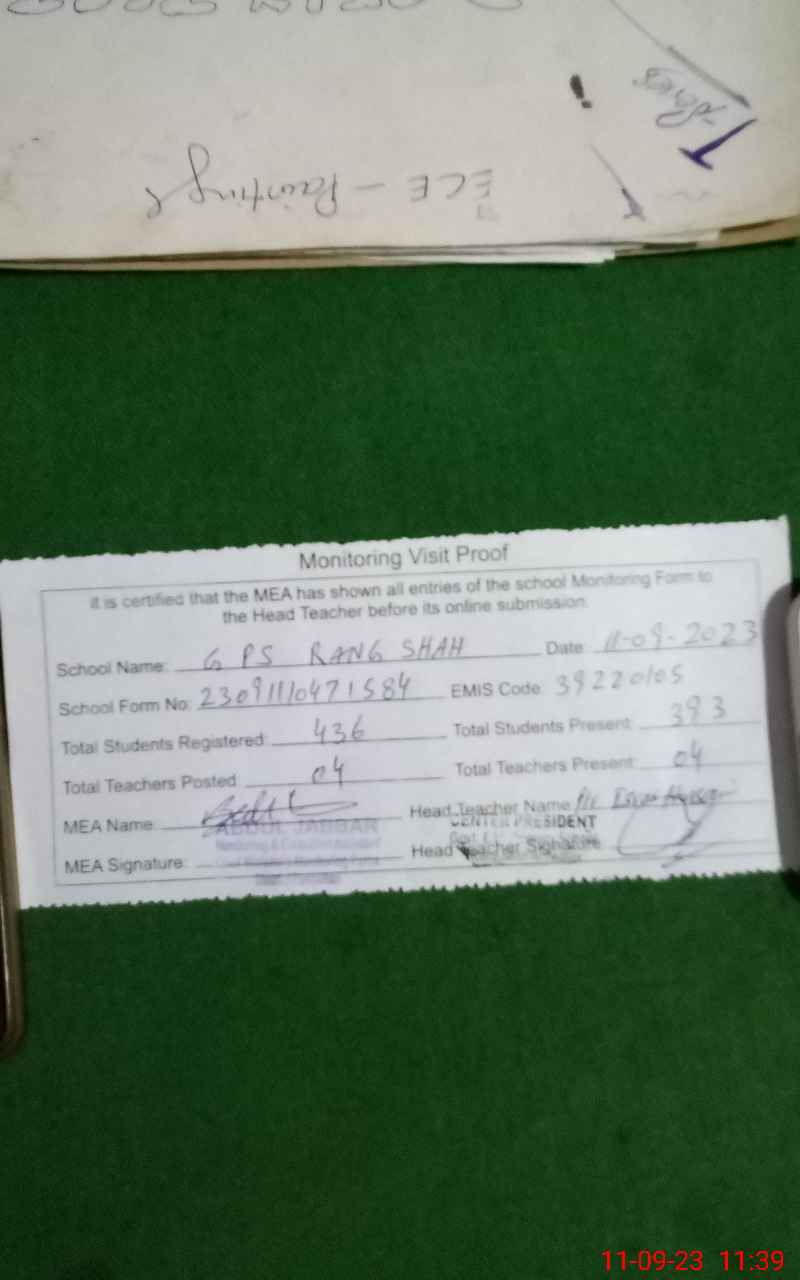 ECE - Painting
Monitoring Visit Proof
It is certified that the MEA has shown all entries of the school Monitoring Form to
the Head Teacher before its online submission.
School Name: G PS RANG SHAH Date: 11-09-2023
School Form No: 23091110471584 EMIS Code: 39220105
Total Students Registered: 436 Total Students Present: 393
Total Teachers Posted: 04 Total Teachers Present: 04
MEA Name: Head Teacher Name
ABDUL JABBAR CENTER PRESIDENT
MEA Signature: Head Teacher Signature
11-09-23 11:39